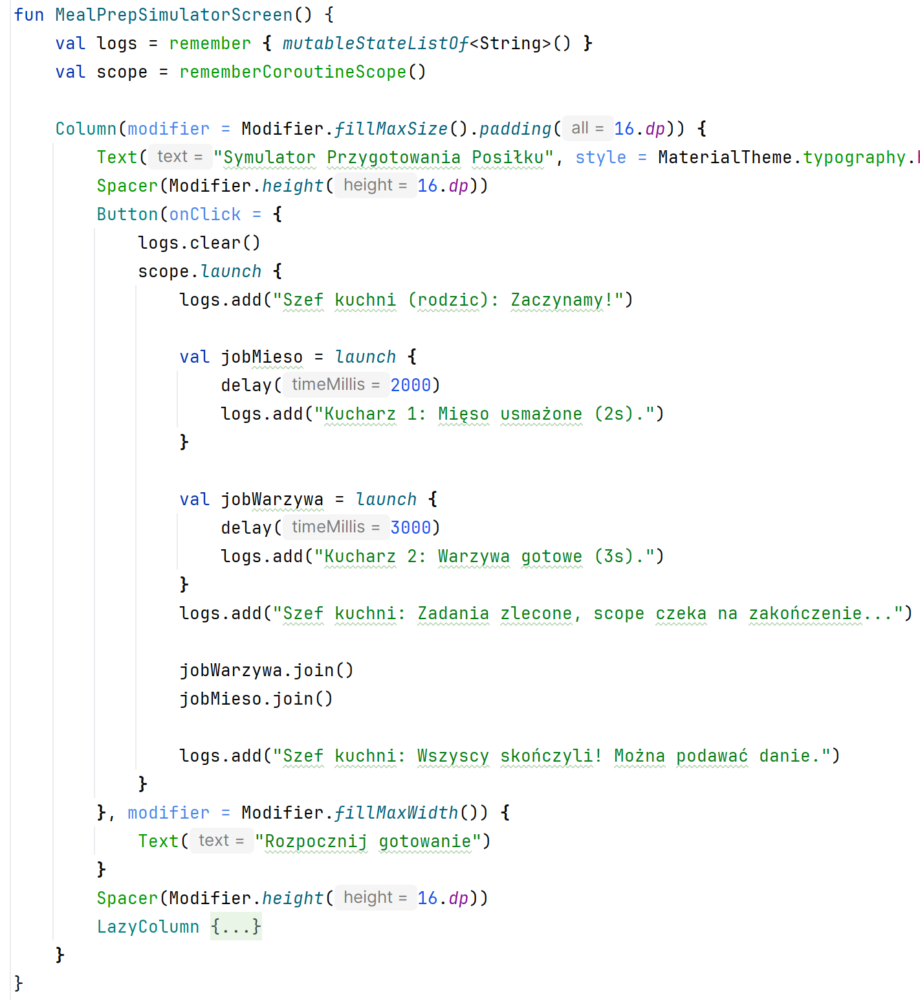 fun MealPrepSimulatorScreen() {
    val logs = remember { mutableStateListOf<String>() }
    val scope = rememberCoroutineScope()

    Column(modifier = Modifier.fillMaxSize().padding( all = 16.dp)) {
        Text( text = "Symulator Przygotowania Posiłku", style = MaterialTheme.typography.
        Spacer(Modifier.height( height = 16.dp))
        Button(onClick = {
            logs.clear()
            scope.launch {
                logs.add("Szef kuchni (rodzic): Zaczynamy!")

                val jobMieso = launch {
                    delay( timeMillis = 2000)
                    logs.add("Kucharz 1: Mięso usmażone (2s).")
                }

                val jobWarzywa = launch {
                    delay( timeMillis = 3000)
                    logs.add("Kucharz 2: Warzywa gotowe (3s).")
                }
                logs.add("Szef kuchni: Zadania zlecone, scope czeka na zakończenie...")

                jobWarzywa.join()
                jobMieso.join()

                logs.add("Szef kuchni: Wszyscy skończyli! Można podawać danie.")
            }
        }, modifier = Modifier.fillMaxWidth()) {
            Text( text = "Rozpocznij gotowanie")
        }
        Spacer(Modifier.height( height = 16.dp))
        LazyColumn {...}
    }
}